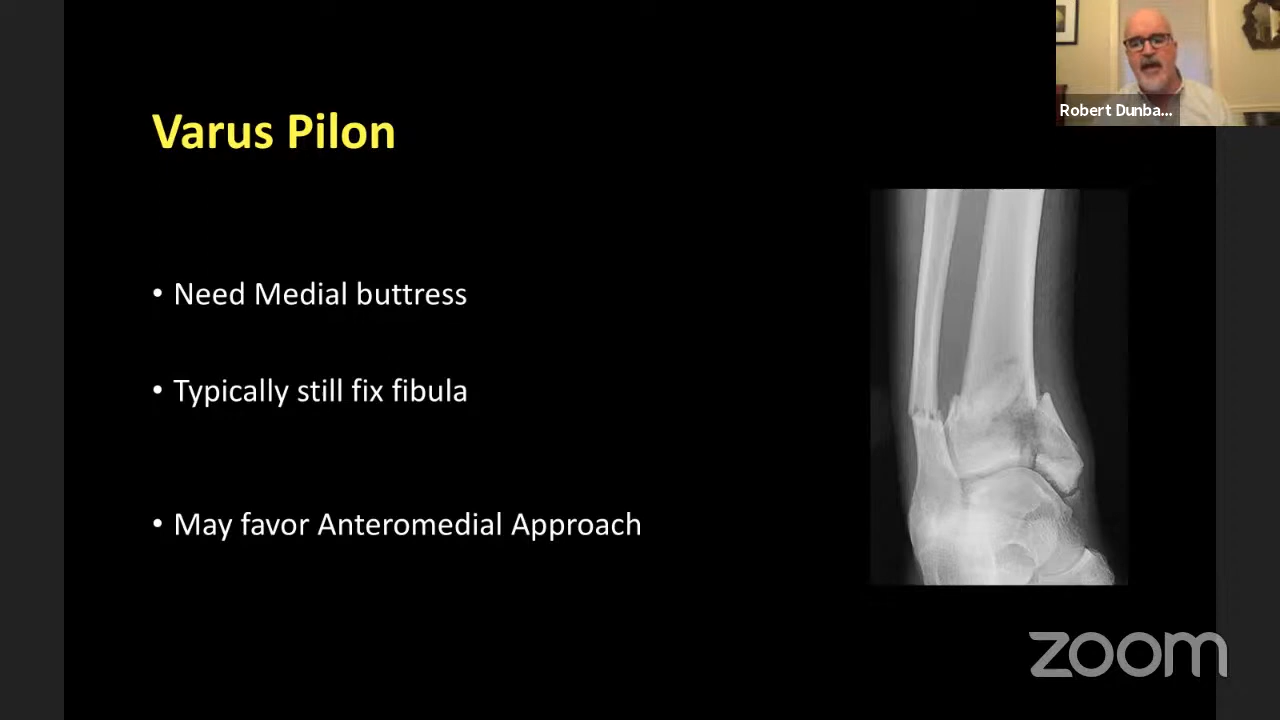 Robert Dunba...
Varus Pilon
• Need Medial buttress
• Typically still fix fibula
• May favor Anteromedial Approach
zoom